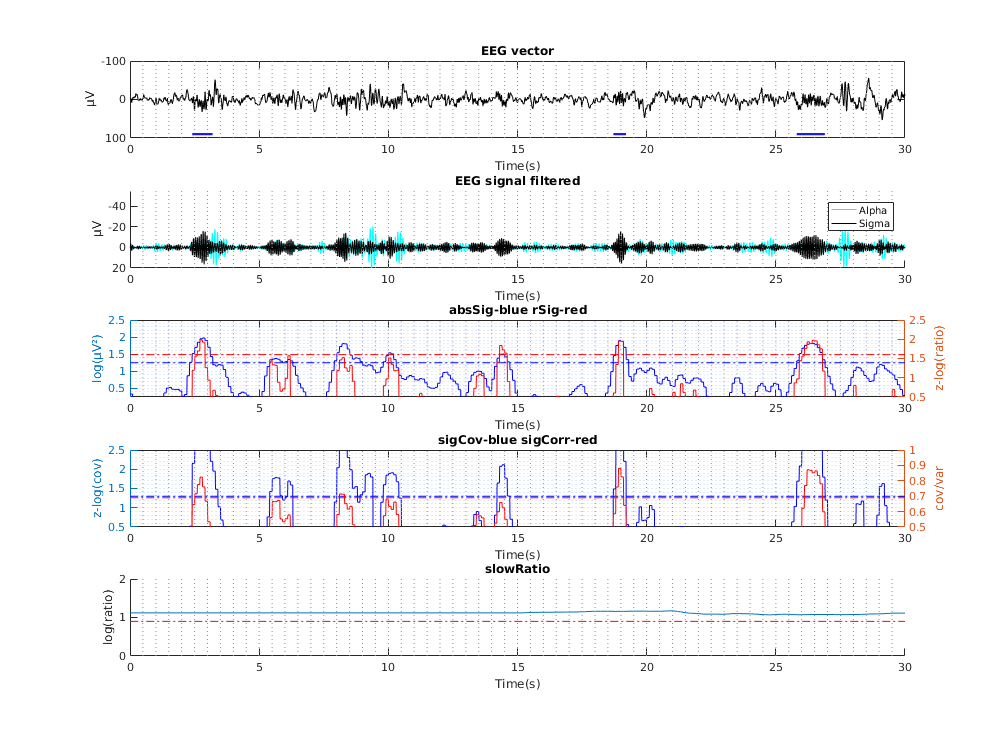 EEG vector
-100
0
100
µV
0 5 10 15 20 25 30
Time(s)
EEG signal filtered
-40
-20
0
20
µV
Alpha
Sigma
0 5 10 15 20 25 30
Time(s)
absSig-blue rSig-red
2.5
2
1.5
1
0.5
log(µV²)
2.5
2
1.5
1
0.5
z-log(ratio)
0 5 10 15 20 25 30
Time(s)
sigCov-blue sigCorr-red
2.5
2
1.5
1
0.5
z-log(cov)
1
0.9
0.8
0.7
0.6
0.5
cov/var
0 5 10 15 20 25 30
Time(s)
slowRatio
2
1
0
log(ratio)
0 5 10 15 20 25 30
Time(s)